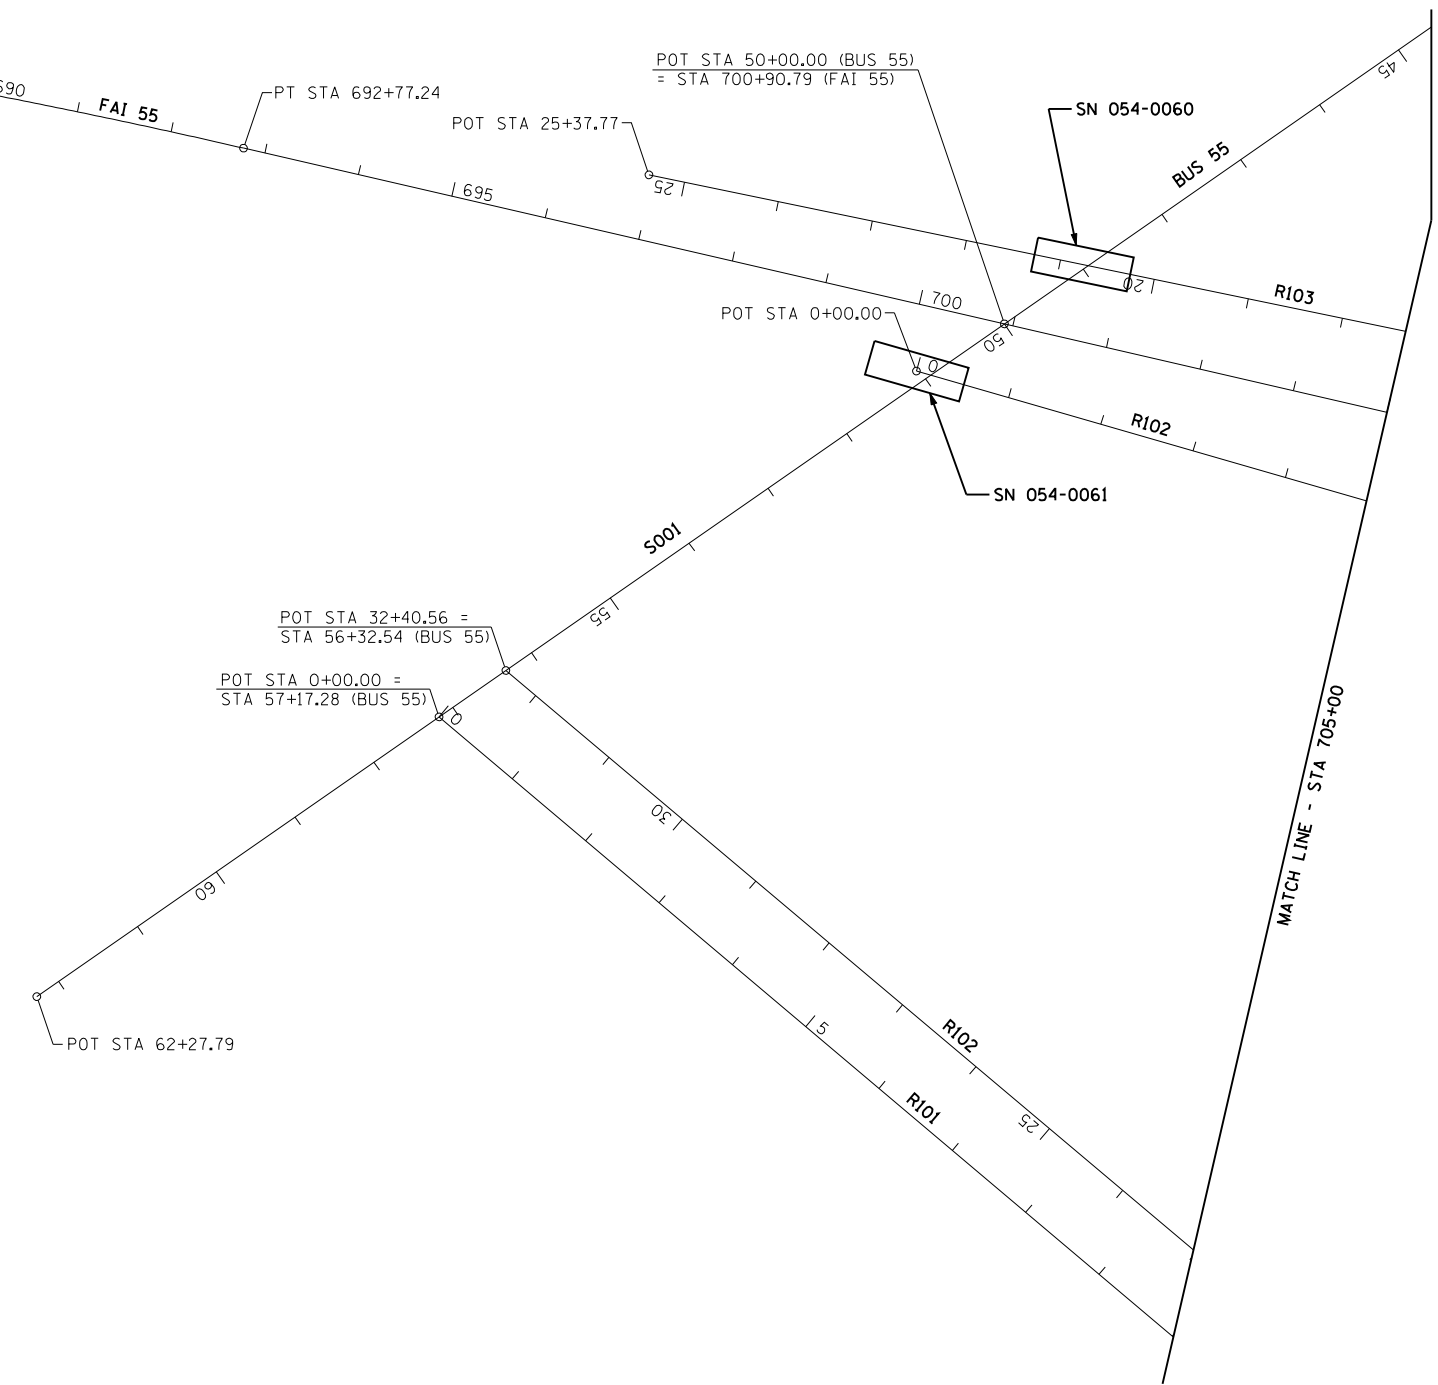 POT STA 50+00.00 (BUS 55)
= STA 700+90.79 (FAI 55)
45
690
FAI 55
PT STA 692+77.24
SN 054-0060
POT STA 25+37.77
BUS 55
25
695
20
R103
700
POT STA 0+00.00
50
0
R102
SN 054-0061
S001
55
POT STA 32+40.56 =
STA 56+32.54 (BUS 55)
POT STA 0+00.00 =
STA 57+17.28 (BUS 55)
0
MATCH LINE - STA 705+00
30
60
5
R102
POT STA 62+27.79
R101
25